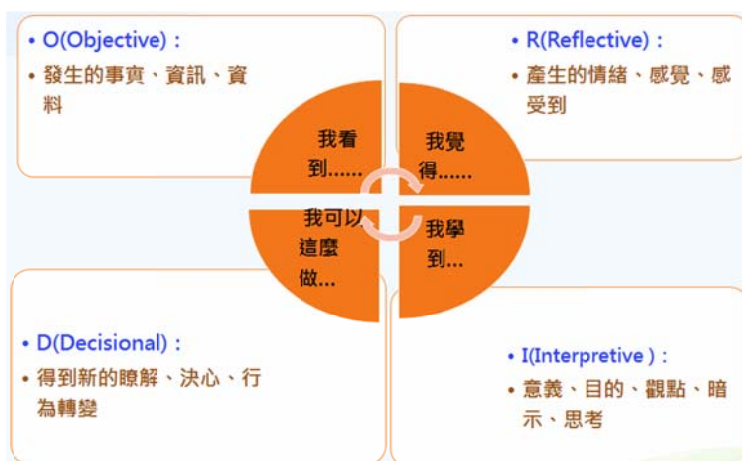 • O(Objective)：
• 發生的事實、資訊、資
料
• R(Reflective)：
• 產生的情緒、感覺、感
受到
我看
到......
我覺
得......
我可以
這麼
做...
我學
到...
• D(Decisional)：
• 得到新的瞭解、決心、行
為轉變
• I(Interpretive )：
• 意義、目的、觀點、暗
示、思考